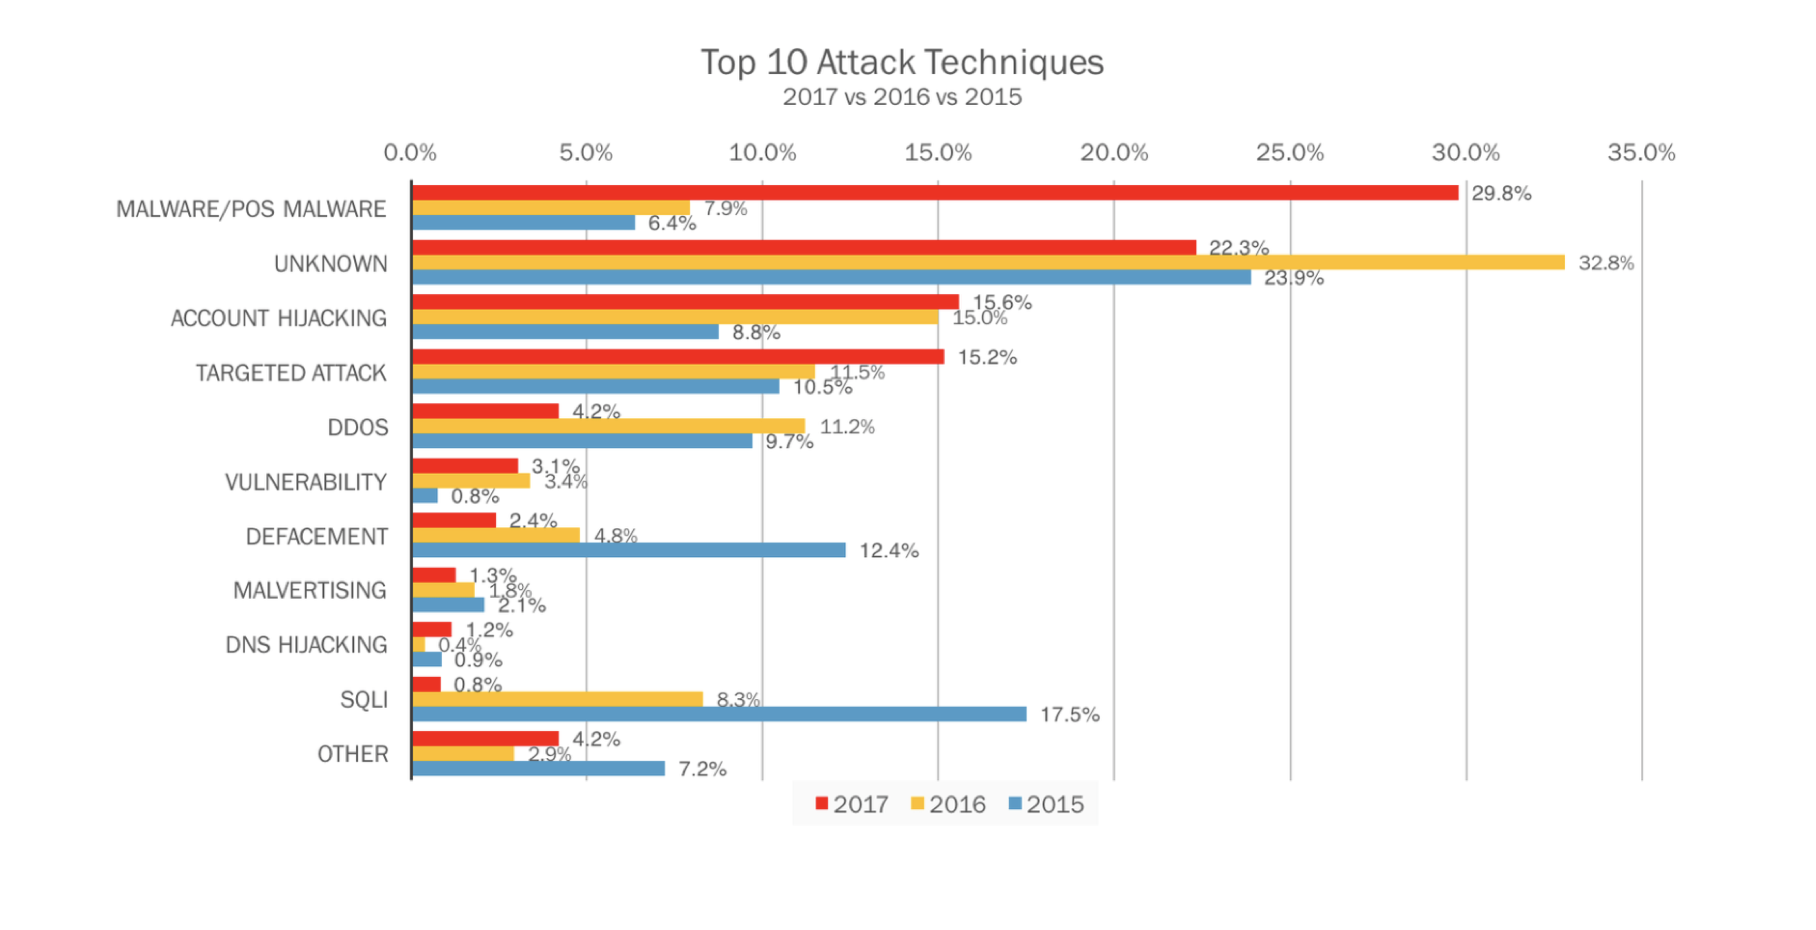 Top 10 Attack Techniques
2017 vs 2016 vs 2015
0.0% 5.0% 10.0% 15.0% 20.0% 25.0% 30.0% 35.0%
MALWARE/POS MALWARE
29.8%
7.9%
6.4%
UNKNOWN
22.3%
32.8%
23.9%
ACCOUNT HIJACKING
15.6%
15.0%
8.8%
TARGETED ATTACK
15.2%
11.5%
10.5%
DDOS
4.2%
11.2%
9.7%
VULNERABILITY
3.1%
3.4%
0.8%
DEFACEMENT
2.4%
4.8%
12.4%
MALVERTISING
1.3%
1.8%
2.1%
DNS HIJACKING
1.2%
0.4%
0.9%
SQLI
0.8%
8.3%
17.5%
OTHER
4.2%
2.9%
7.2%
2017 2016 2015